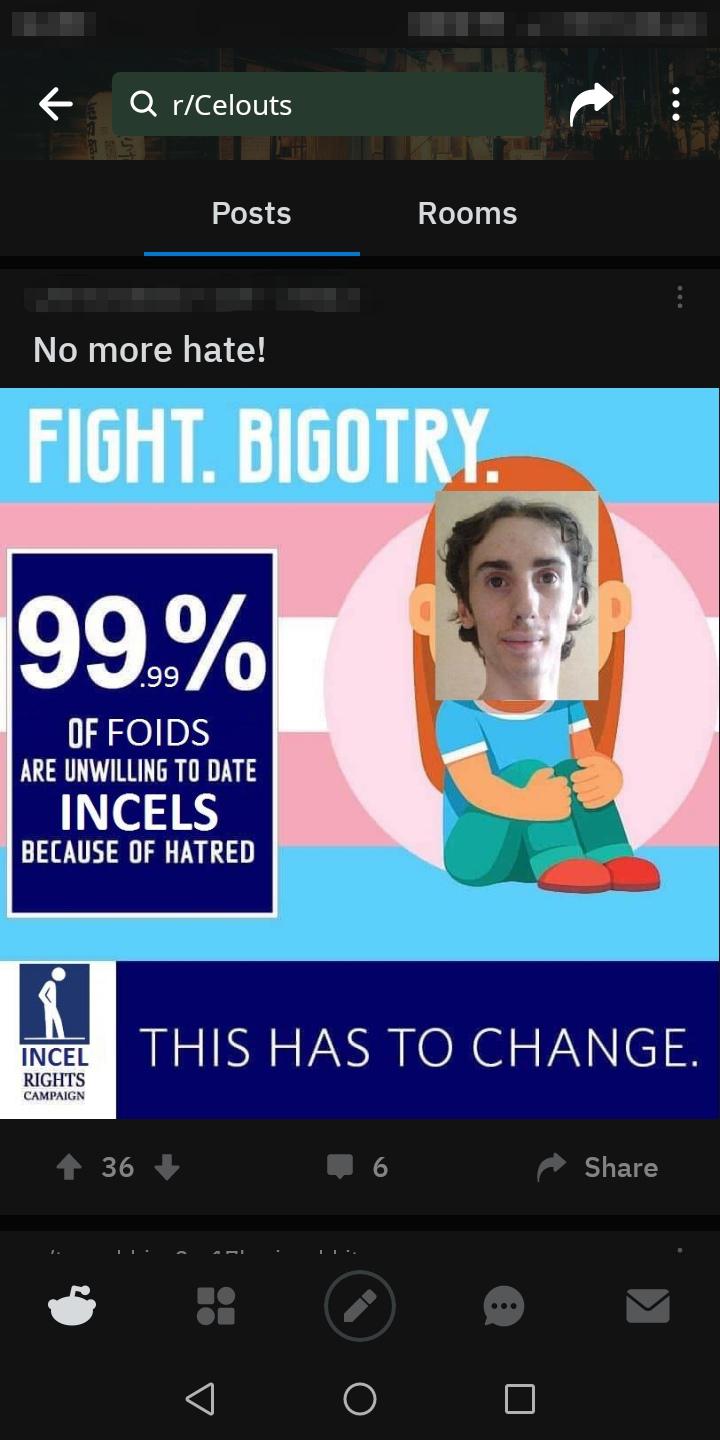 r/Celouts
Posts Rooms
No more hate!
FIGHT. BIGOTRY.
99.99%
OF FOIDS
ARE UNWILLING TO DATE
INCELS
BECAUSE OF HATRED
INCEL
RIGHTS
CAMPAIGN
THIS HAS TO CHANGE.
36 6 Share